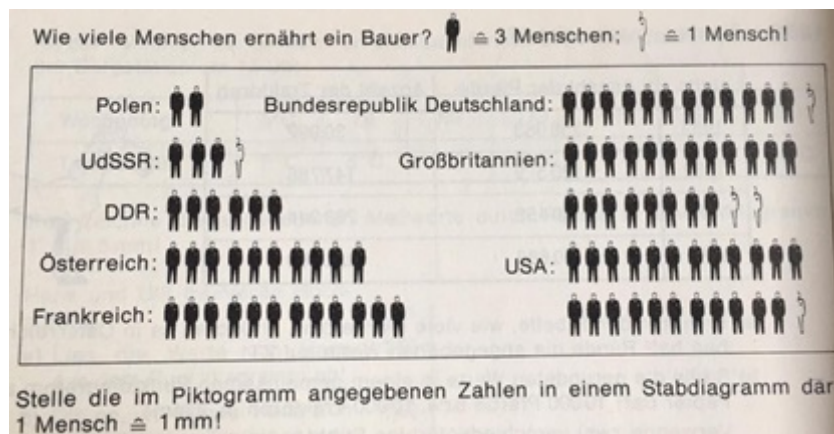 Wie viele Menschen ernährt ein Bauer? ≙ 3 Menschen; ≙ 1 Mensch!
Polen: Bundesrepublik Deutschland:
UdSSR: Großbritannien:
DDR:
Österreich: USA:
Frankreich:
Stelle die im Piktogramm angegebenen Zahlen in einem Stabdiagramm dar
1 Mensch ≙ 1 mm!